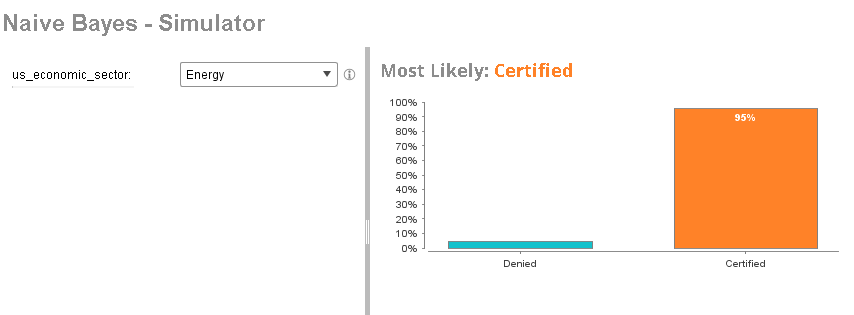 Naive Bayes - Simulator
us_economic_sector:
Energy
Most Likely: Certified
100%
90%
80%
70%
60%
50%
40%
30%
20%
10%
0%
95%
Denied
Certified